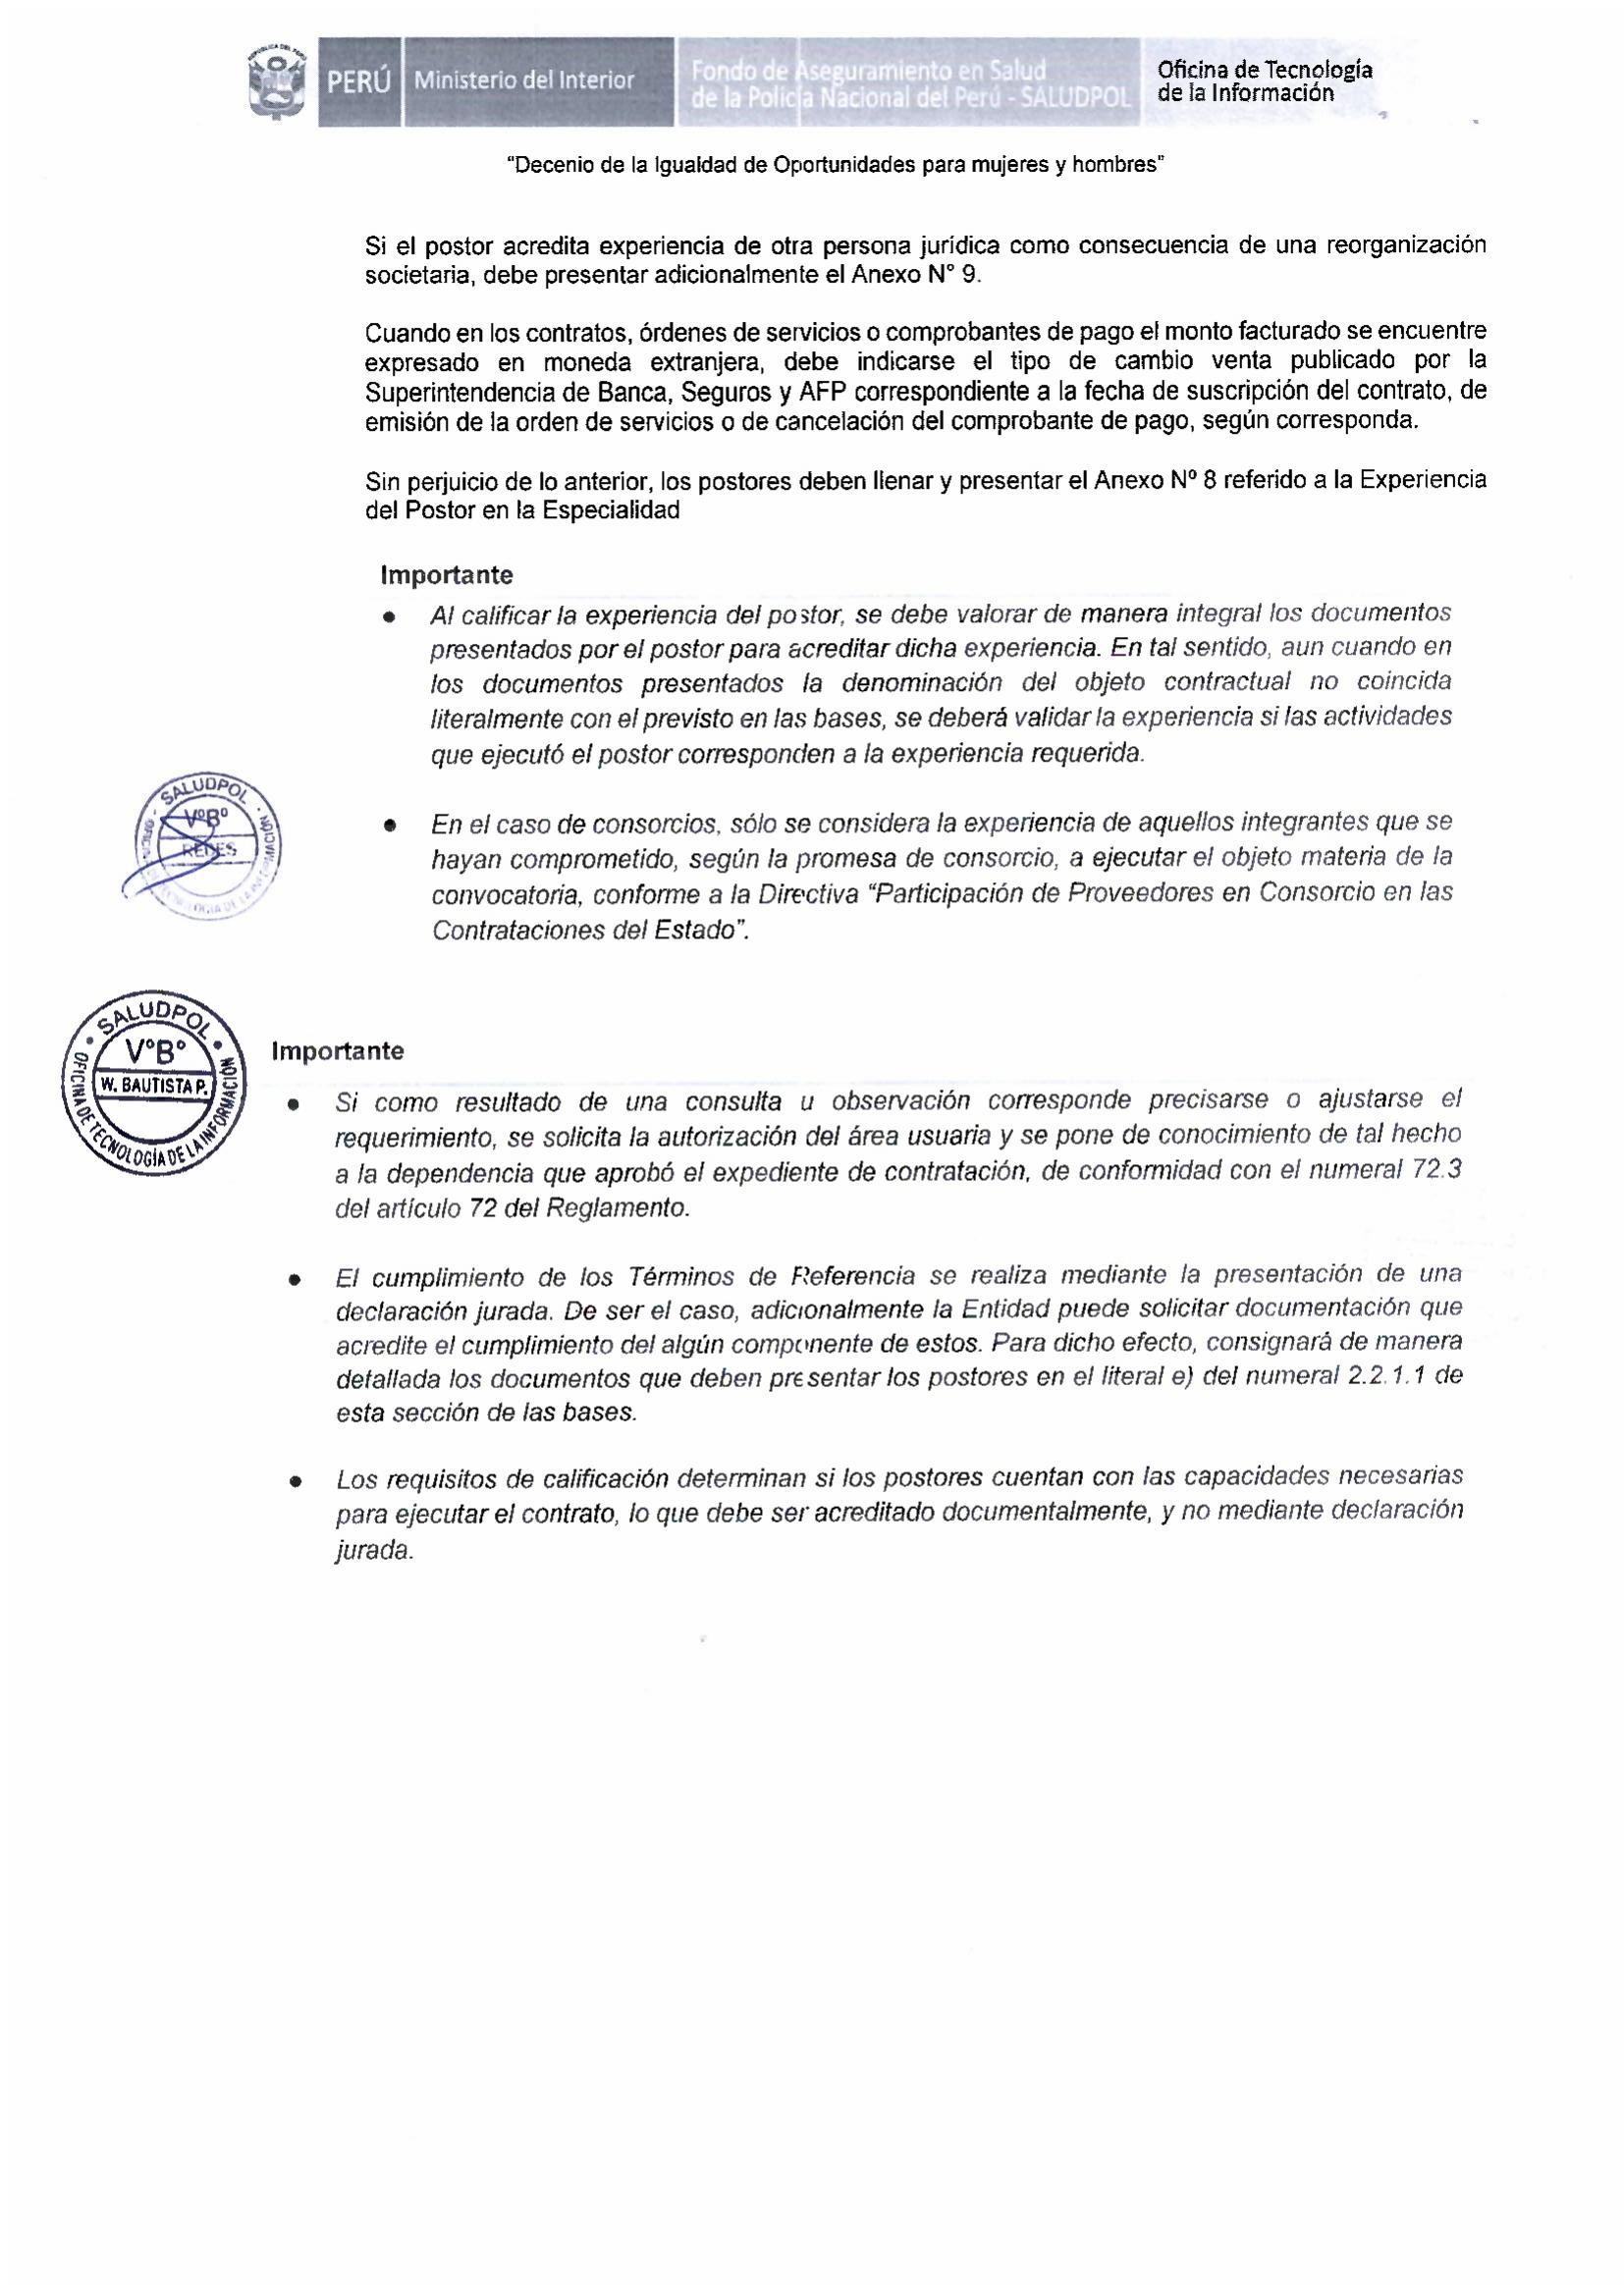 PERÚ
Ministerio del Interior
Fondo de Aseguramiento en Salud
de la Policía Nacional del Perú - SALUDPOL
Oficina de Tecnología
de la Información
"Decenio de la Igualdad de Oportunidades para mujeres y hombres"
Si el postor acredita experiencia de otra persona jurídica como consecuencia de una reorganización
societaria, debe presentar adicionalmente el Anexo N° 9.
Cuando en los contratos, órdenes de servicios o comprobantes de pago el monto facturado se encuentre
expresado en moneda extranjera, debe indicarse el tipo de cambio venta publicado por la
Superintendencia de Banca, Seguros y AFP correspondiente a la fecha de suscripción del contrato, de
emisión de la orden de servicios o de cancelación del comprobante de pago, según corresponda.
Sin perjuicio de lo anterior, los postores deben llenar y presentar el Anexo Nº 8 referido a la Experiencia
del Postor en la Especialidad
Importante
• Al calificar la experiencia del postor, se debe valorar de manera integral los documentos
presentados por el postor para acreditar dicha experiencia. En tal sentido, aun cuando en
los documentos presentados la denominación del objeto contractual no coincida
literalmente con el previsto en las bases, se deberá validar la experiencia si las actividades
que ejecutó el postor corresponden a la experiencia requerida.
SALUDPOL
V°B°
REDES
• En el caso de consorcios, sólo se considera la experiencia de aquellos integrantes que se
hayan comprometido, según la promesa de consorcio, a ejecutar el objeto materia de la
convocatoria, conforme a la Directiva "Participación de Proveedores en Consorcio en las
Contrataciones del Estado".
SALUDPOL
V°B°
W. BAUTISTA P.
OFICINA DE TECNOLOGÍA DE LA INFORMACIÓN
Importante
• Si como resultado de una consulta u observación corresponde precisarse o ajustarse el
requerimiento, se solicita la autorización del área usuaria y se pone de conocimiento de tal hecho
a la dependencia que aprobó el expediente de contratación, de conformidad con el numeral 72.3
del artículo 72 del Reglamento.
• El cumplimiento de los Términos de Referencia se realiza mediante la presentación de una
declaración jurada. De ser el caso, adicionalmente la Entidad puede solicitar documentación que
acredite el cumplimiento del algún componente de estos. Para dicho efecto, consignará de manera
detallada los documentos que deben presentar los postores en el literal e) del numeral 2.2.1.1 de
esta sección de las bases.
• Los requisitos de calificación determinan si los postores cuentan con las capacidades necesarias
para ejecutar el contrato, lo que debe ser acreditado documentalmente, y no mediante declaración
jurada.